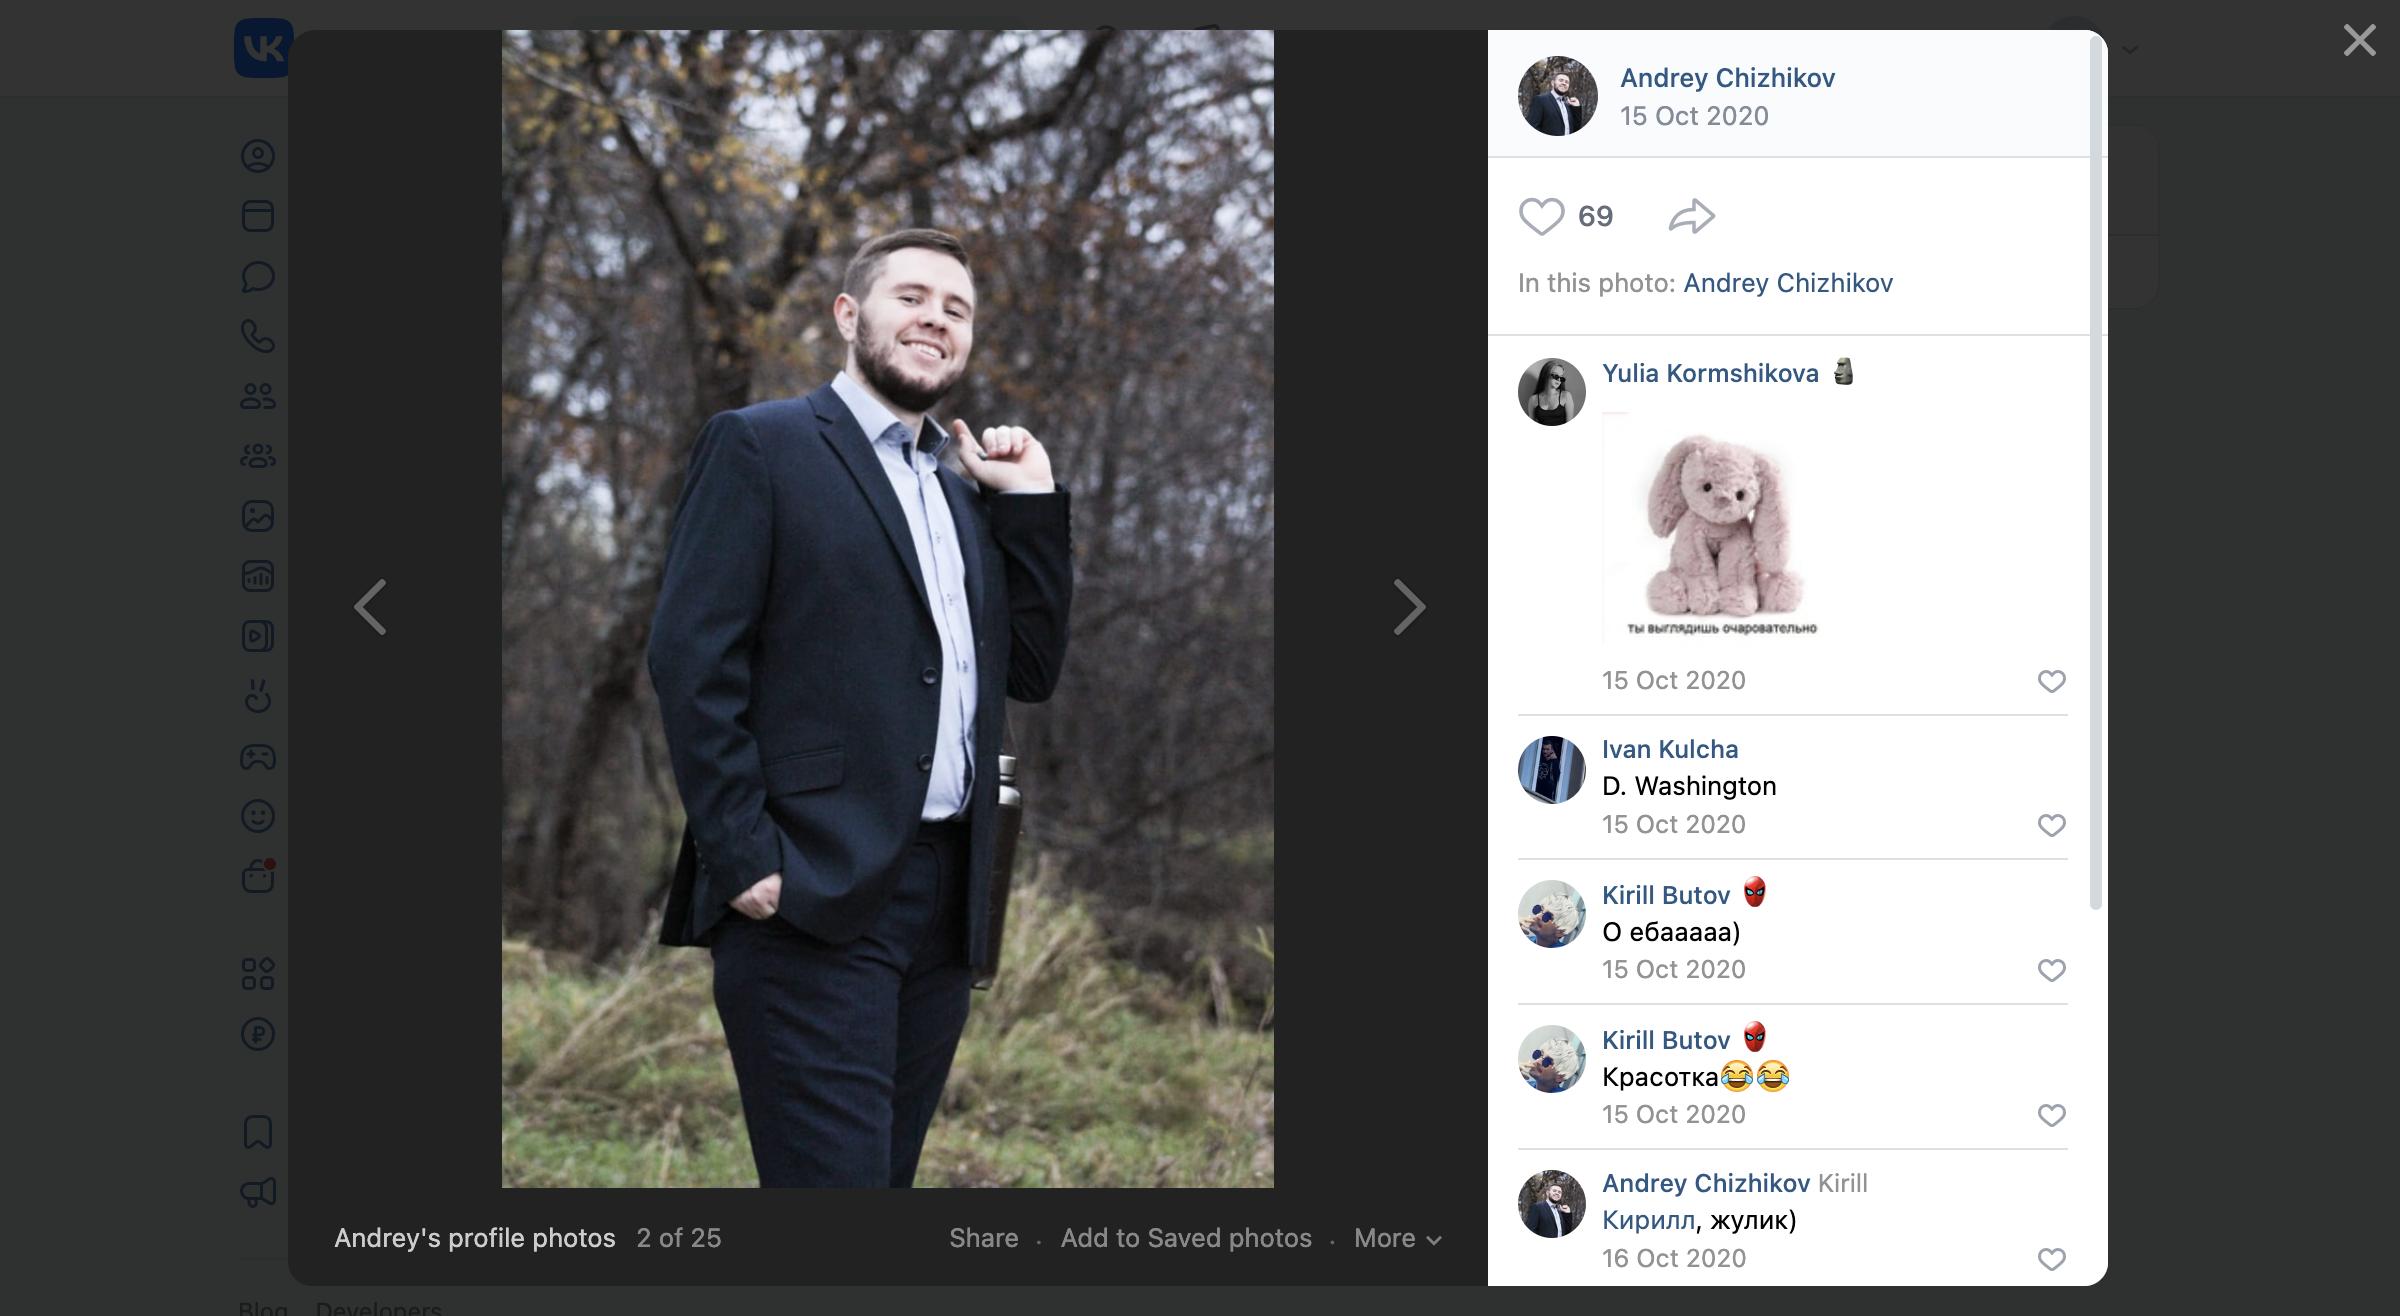 VK
Andrey Chizhikov
15 Oct 2020
69
In this photo: Andrey Chizhikov
Yulia Kormshikova
ты выглядишь очаровательно
15 Oct 2020
Ivan Kulcha
D. Washington
15 Oct 2020
Kirill Butov
О ебааааа)
15 Oct 2020
Kirill Butov
Красотка😂😂
15 Oct 2020
Andrey Chizhikov Kirill
Кирилл, жулик)
16 Oct 2020
Andrey's profile photos 2 of 25
Share · Add to Saved photos · More
Blog Developers